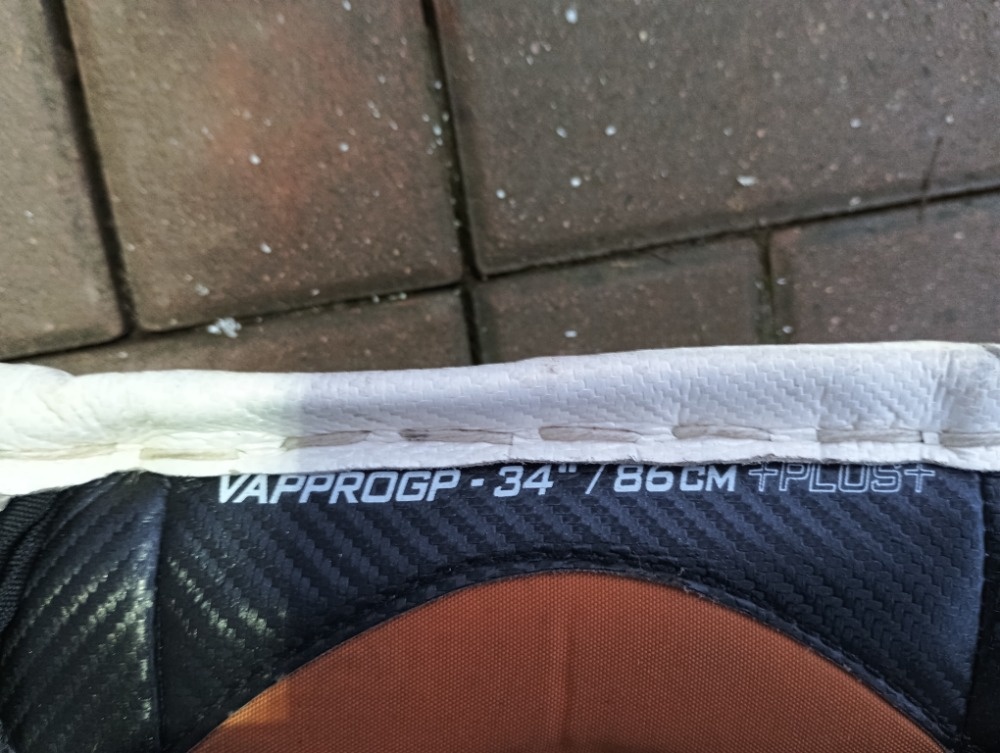 VAPPROGP - 34" / 86CM +PLUS+